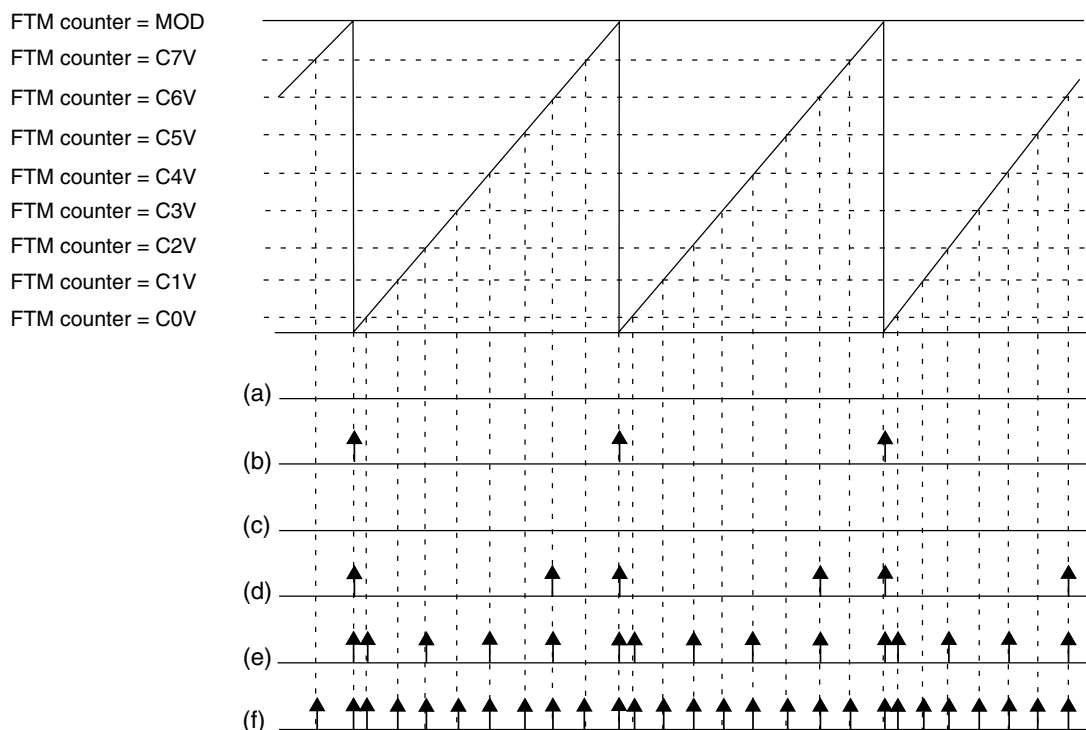 FTM counter = MOD
FTM counter = C7V
FTM counter = C6V
FTM counter = C5V
FTM counter = C4V
FTM counter = C3V
FTM counter = C2V
FTM counter = C1V
FTM counter = C0V
(a)
(b)
(c)
(d)
(e)
(f)